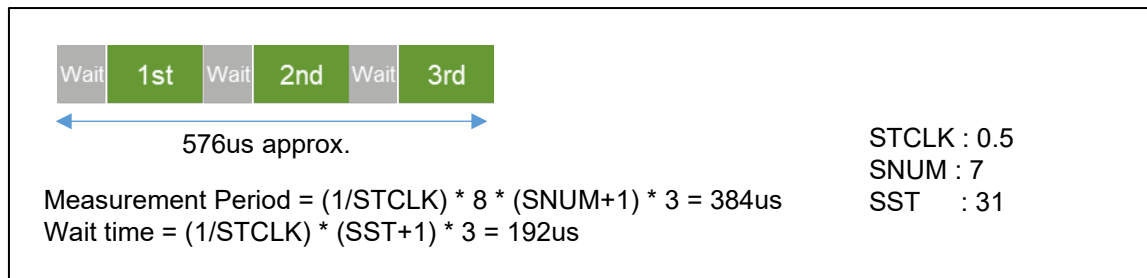 Wait 1st Wait 2nd Wait 3rd
576us approx.
STCLK : 0.5
SNUM : 7
SST : 31
Measurement Period = (1/STCLK) * 8 * (SNUM+1) * 3 = 384us
Wait time = (1/STCLK) * (SST+1) * 3 = 192us